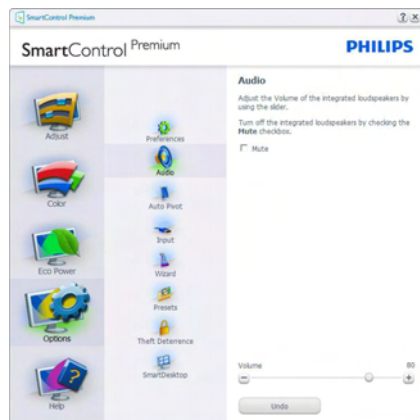 SmartControl Premium
SmartControl Premium
PHILIPS
Adjust
Color
Eco Power
Options
Help
Preferences
Audio
Auto Pivot
Input
Wizard
Presets
Theft Deterrence
SmartDesktop
Audio
Adjust the Volume of the integrated loudspeakers by
using the slider.
Turn off the integrated loudspeakers by checking the
Mute checkbox.
Mute
Volume
80
Undo